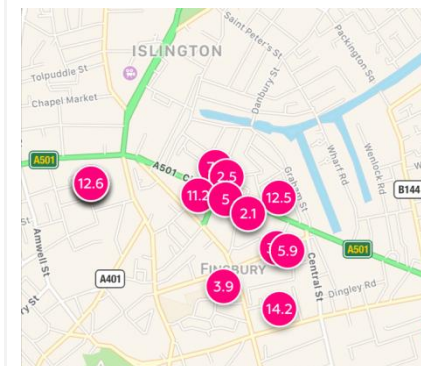 Saint Peter's St
ISLINGTON
Packington Sq
Tolpuddle St
Danbury St
Chapel Market
A501
A501
Wharf Rd
Wenlock Rd
Graham St
2.5
12.6
11.2
5
12.5
B144
2.1
Amwell St
5.9
A501
FINSBURY
Central St
A401
3.9
Dingley Rd
14.2